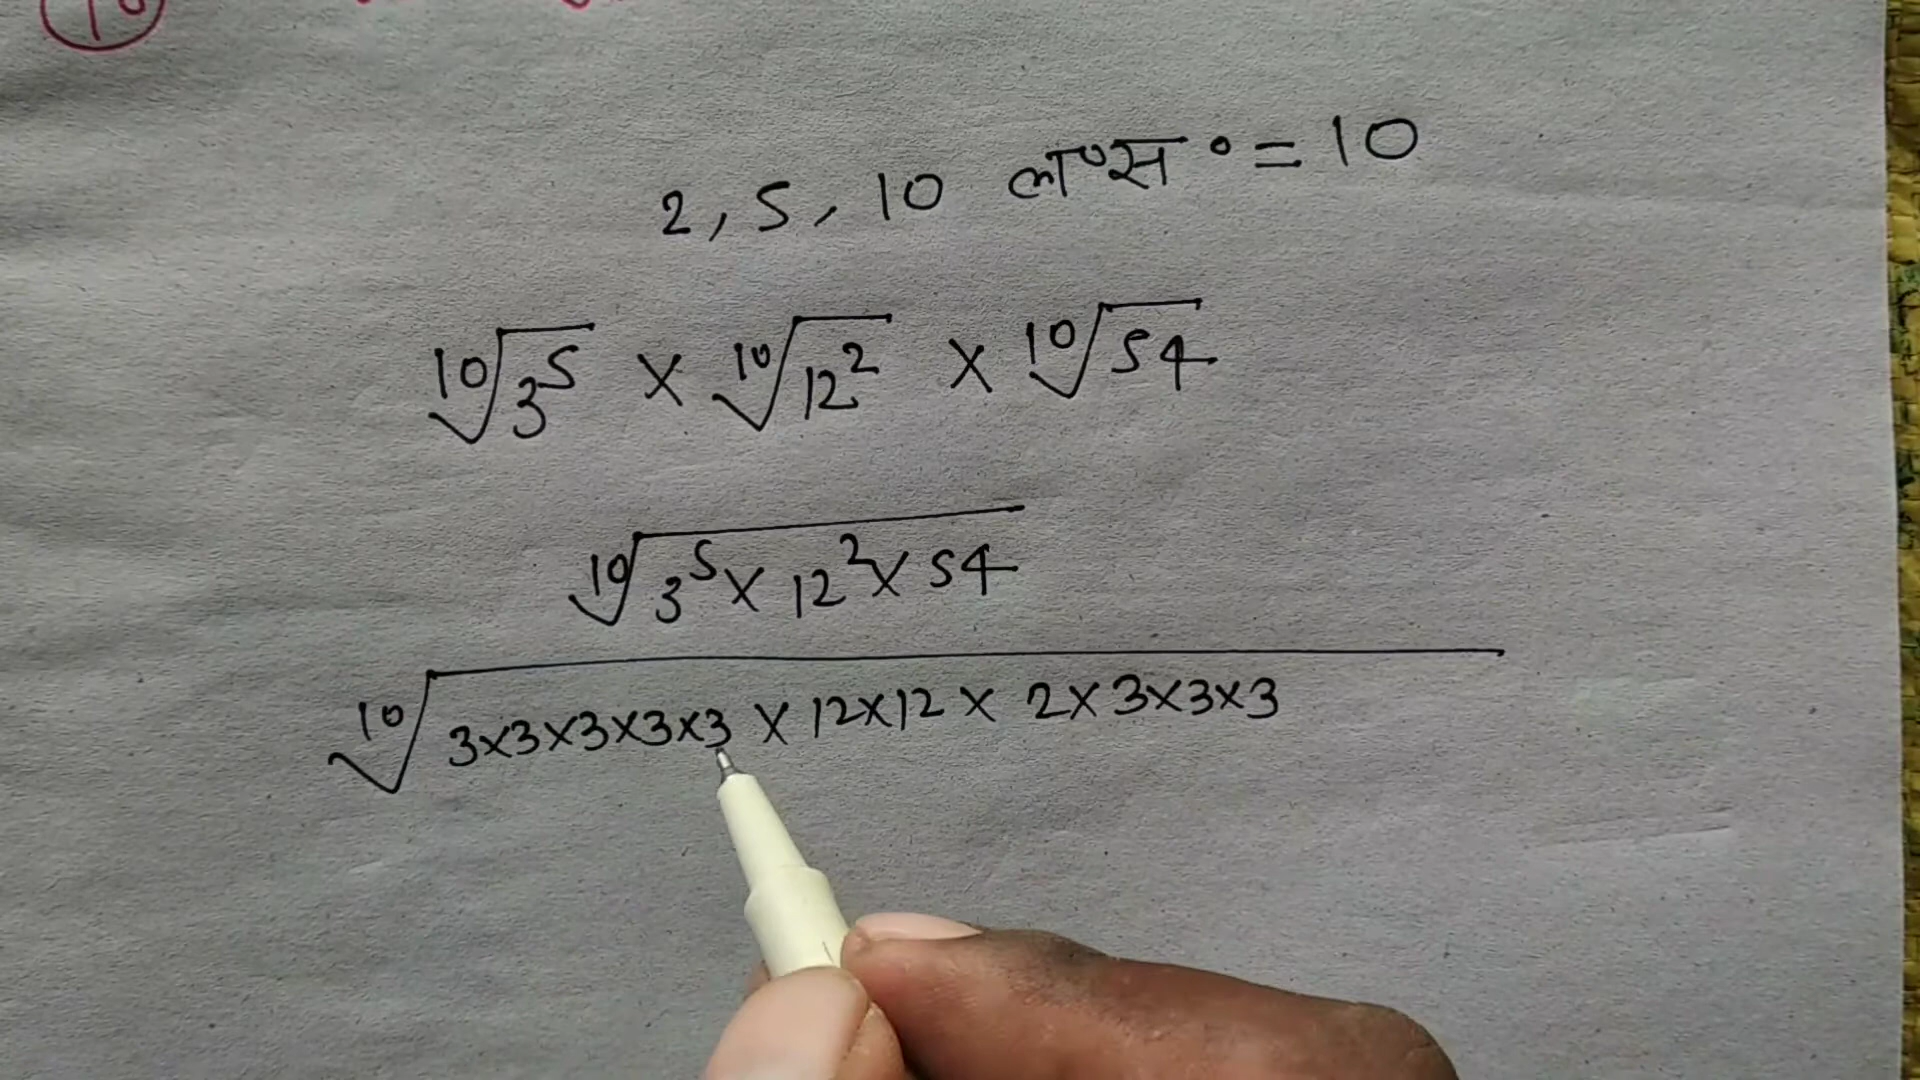 2, 5, 10 ल॰स॰ = 10
¹⁰√3⁵ × ¹⁰√12² × ¹⁰√54
¹⁰√3⁵ × 12² × 54
¹⁰√3×3×3×3×3 × 12×12 × 2×3×3×3